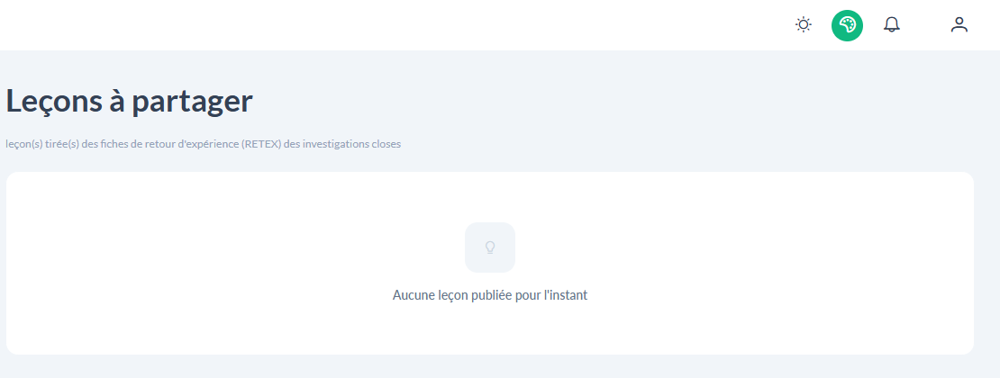 Leçons à partager
leçon(s) tirée(s) des fiches de retour d'expérience (RETEX) des investigations closes
Aucune leçon publiée pour l'instant